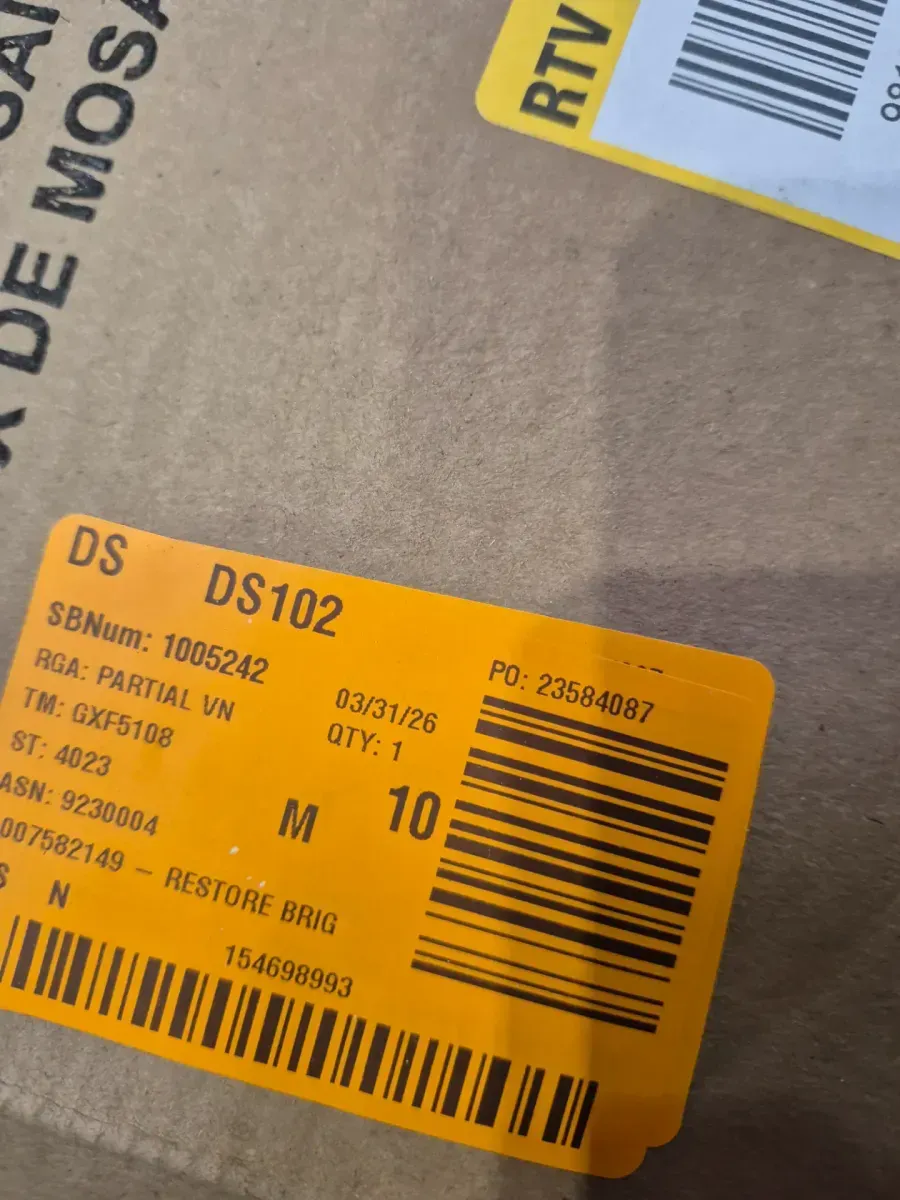 DE MOSA
RTV
DS DS102
SBNum: 1005242
RGA: PARTIAL VN
TM: GXF5108
ST: 4023
ASN: 9230004
03/31/26
QTY: 1
M 10
PO: 23584087
007582149 - RESTORE BRIG
S N
154698993